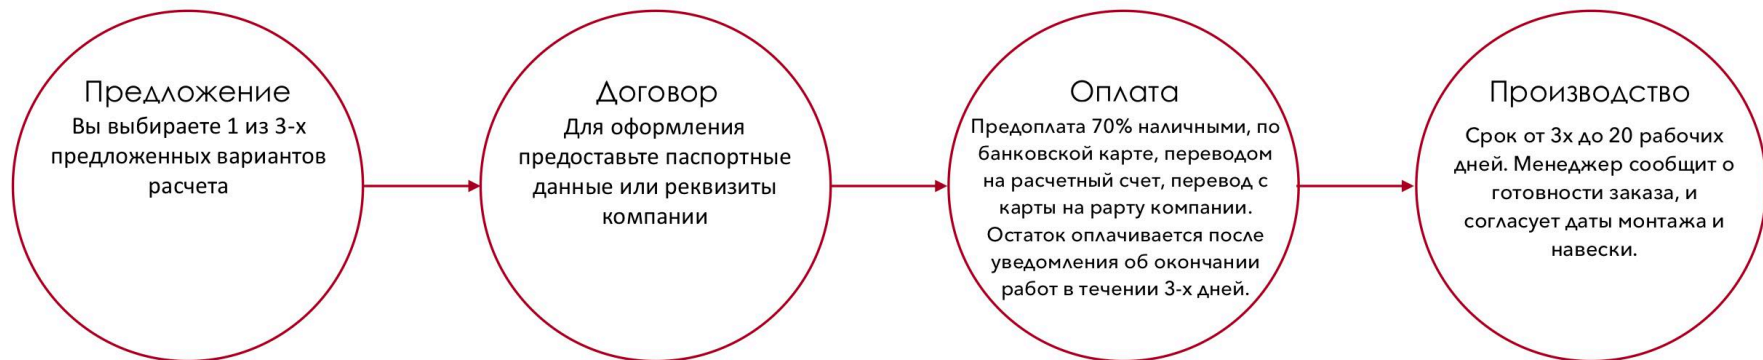 Предложение
Вы выбираете 1 из 3-х
предложенных вариантов
расчета
Договор
Для оформления
предоставьте паспортные
данные или реквизиты
компании
Оплата
Предоплата 70% наличными, по
банковской карте, переводом
на расчетный счет, перевод с
карты на рарту компании.
Остаток оплачивается после
уведомления об окончании
работ в течении 3-х дней.
Производство
Срок от 3х до 20 рабочих
дней. Менеджер сообщит о
готовности заказа, и
согласует даты монтажа и
навески.